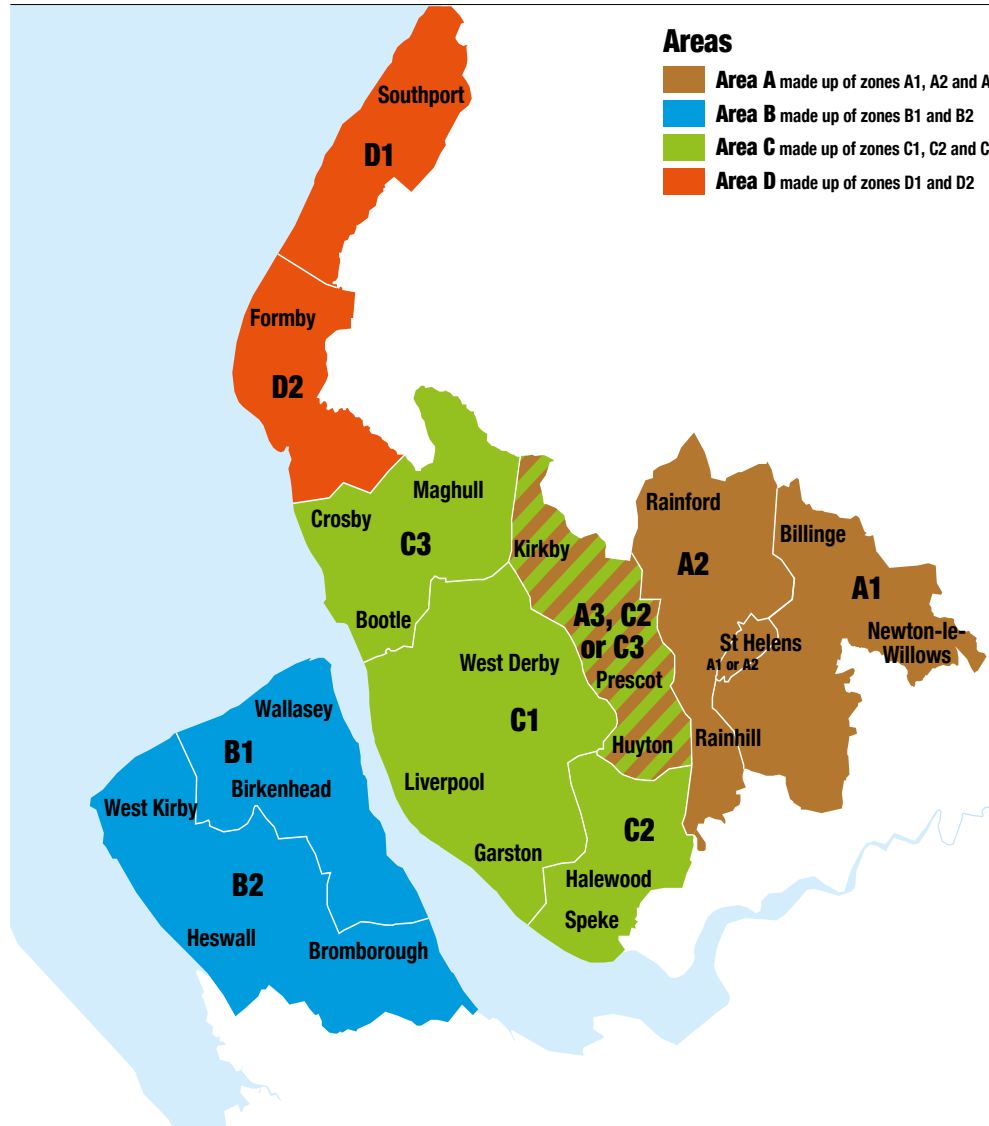 Areas
Area A made up of zones A1, A2 and A
Area B made up of zones B1 and B2
Area C made up of zones C1, C2 and C
Area D made up of zones D1 and D2
Southport
D1
Formby
D2
Maghull
Crosby
C3
Bootle
Kirkby
A3, C2
or C3
Prescot
Huyton
Rainford
A2
Billinge
A1
Newton-le-
Willows
St Helens
A1 or A2
Rainhill
West Derby
C1
Liverpool
Garston
C2
Halewood
Speke
Wallasey
B1
Birkenhead
West Kirby
B2
Heswall
Bromborough